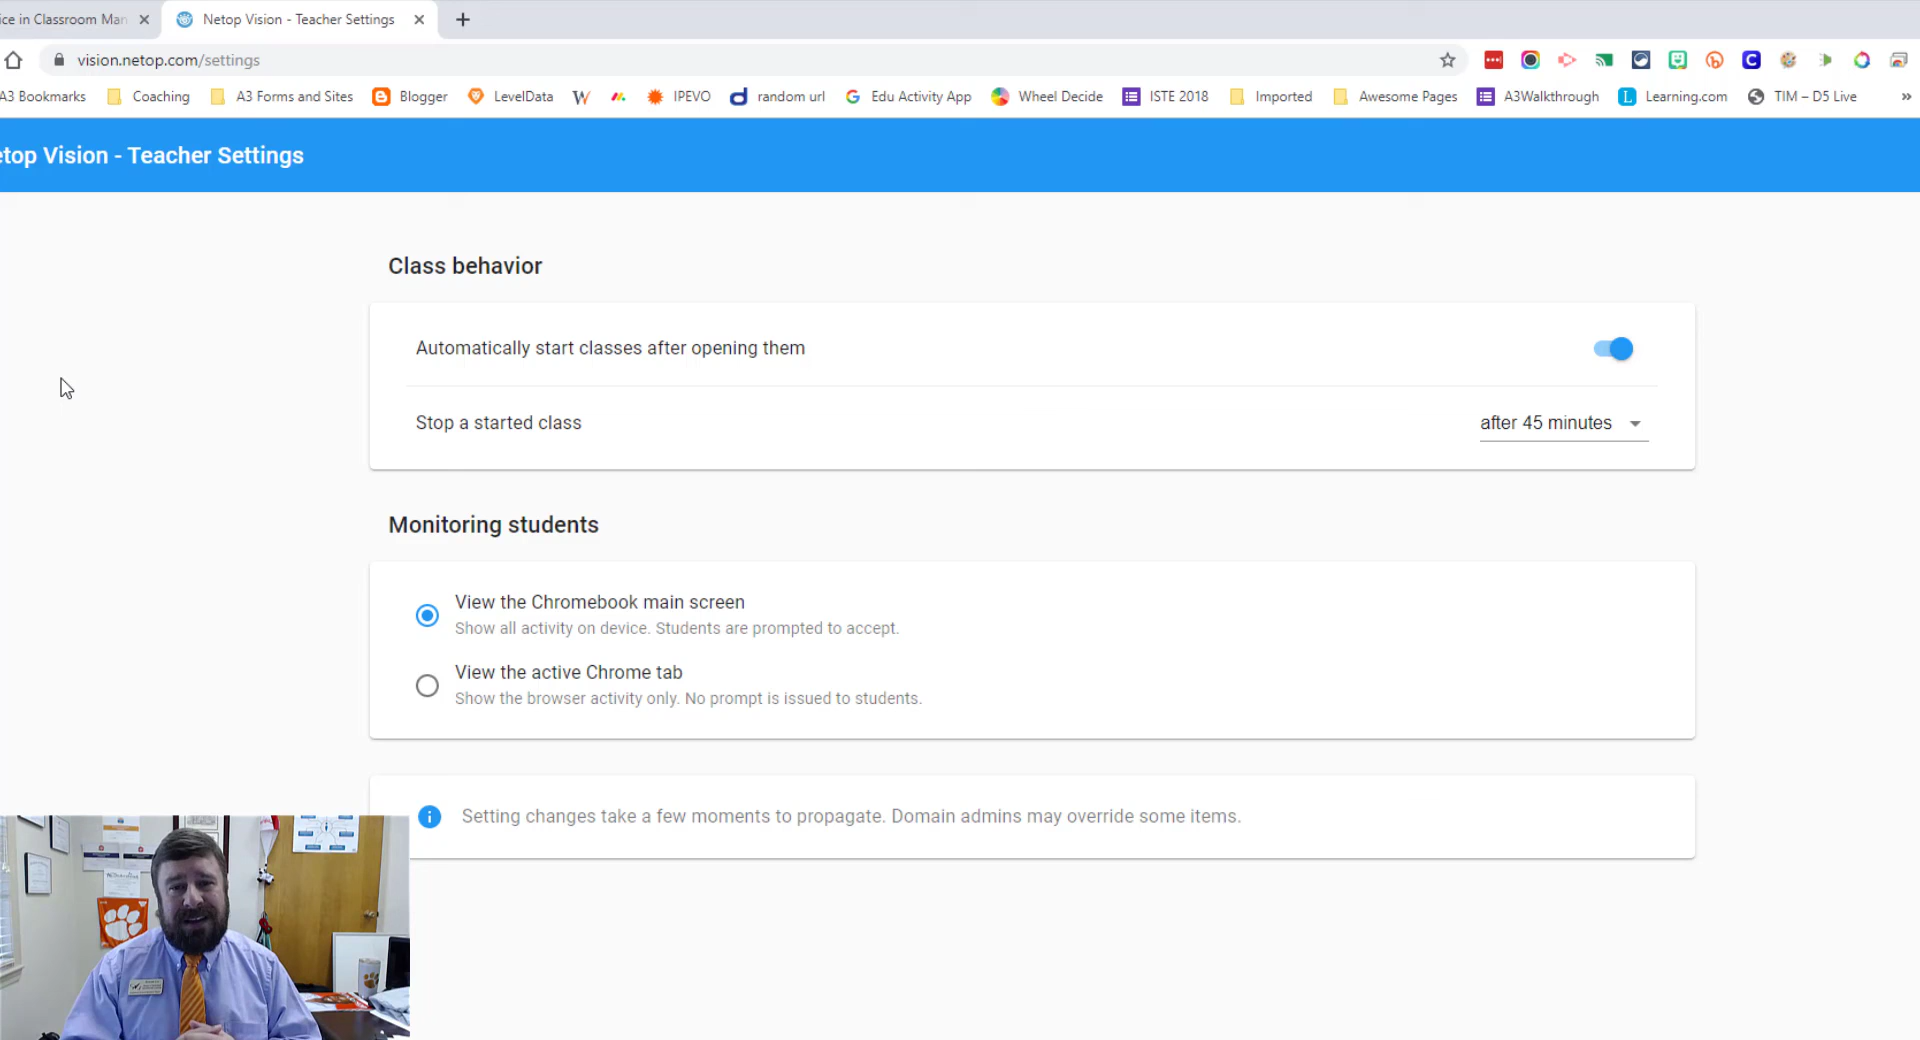 ice in Classroom Man
Netop Vision - Teacher Settings
vision.netop.com/settings
A3 Bookmarks Coaching A3 Forms and Sites Blogger LevelData IPEVO random url Edu Activity App Wheel Decide ISTE 2018 Imported Awesome Pages A3Walkthrough Learning.com TIM – D5 Live »
etop Vision - Teacher Settings
Class behavior
Automatically start classes after opening them
Stop a started class after 45 minutes
Monitoring students
View the Chromebook main screen
Show all activity on device. Students are prompted to accept.
View the active Chrome tab
Show the browser activity only. No prompt is issued to students.
Setting changes take a few moments to propagate. Domain admins may override some items.